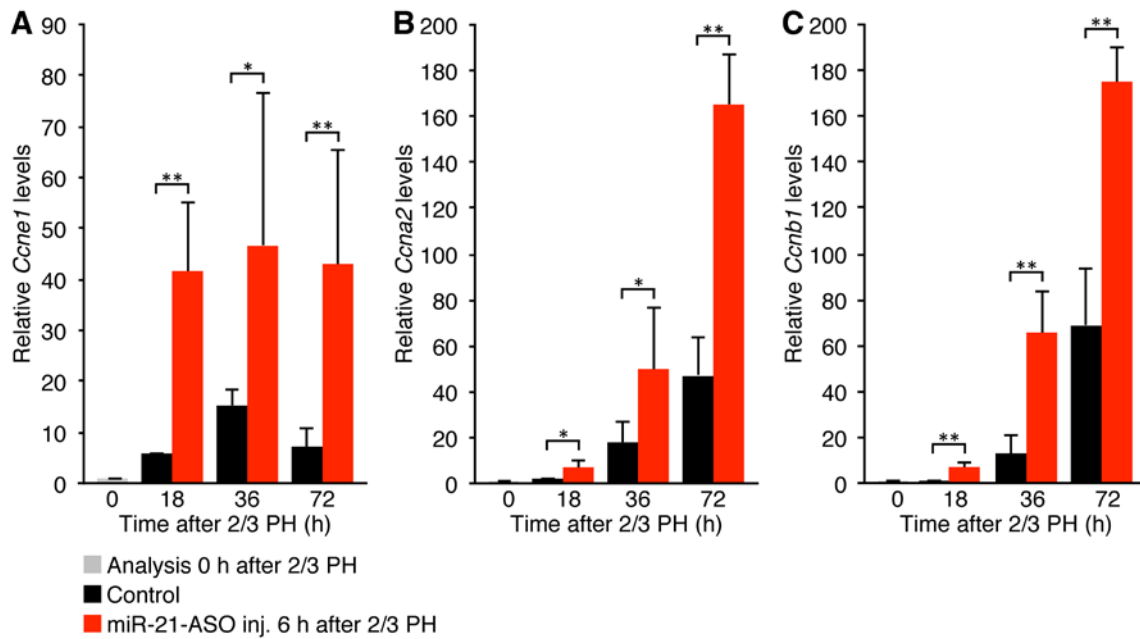 A
Relative Ccne1 levels
90
80
70
60
50
40
30
20
10
0
**
*
**
0 18 36 72
Time after 2/3 PH (h)
B
Relative Ccna2 levels
200
180
160
140
120
100
80
60
40
20
0
*
*
**
0 18 36 72
Time after 2/3 PH (h)
C
Relative Ccnb1 levels
200
180
160
140
120
100
80
60
40
20
0
**
**
**
0 18 36 72
Time after 2/3 PH (h)
Analysis 0 h after 2/3 PH
Control
miR-21-ASO inj. 6 h after 2/3 PH